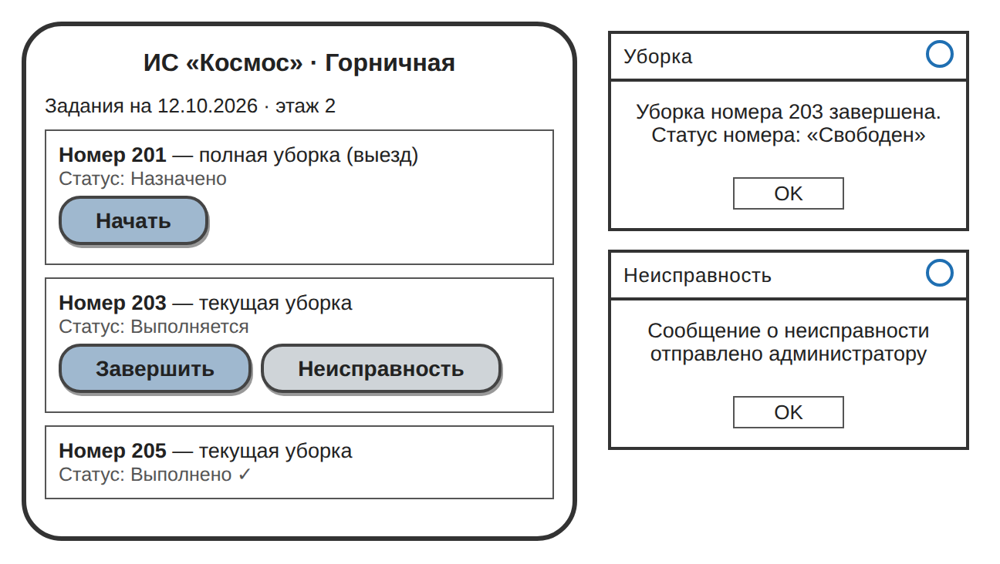 ИС «Космос» · Горничная
Задания на 12.10.2026 · этаж 2
Номер 201 — полная уборка (выезд)
Статус: Назначено
Начать
Номер 203 — текущая уборка
Статус: Выполняется
Завершить
Неисправность
Номер 205 — текущая уборка
Статус: Выполнено ✓
Уборка
Уборка номера 203 завершена.
Статус номера: «Свободен»
OK
Неисправность
Сообщение о неисправности
отправлено администратору
OK